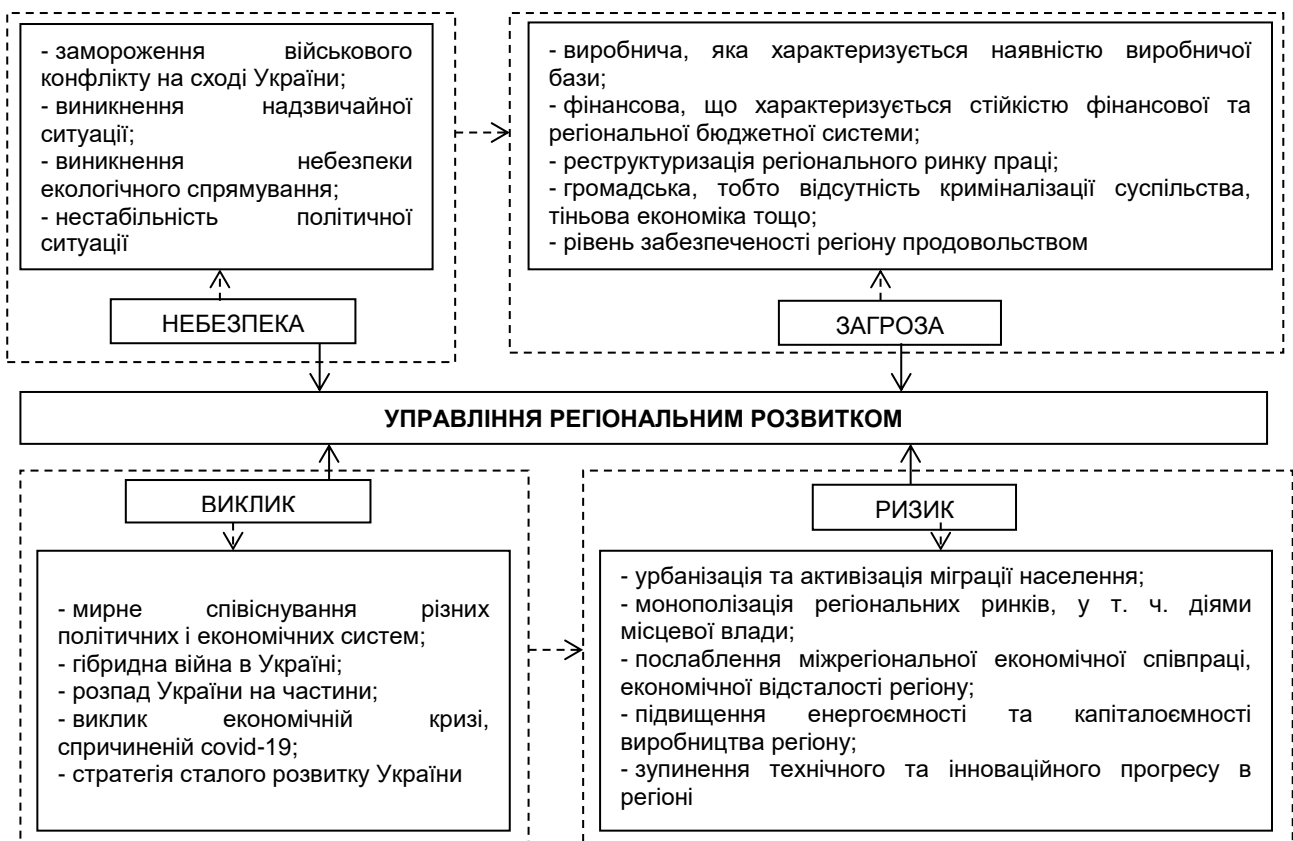 - замороження військового
конфлікту на сході України;
- виникнення надзвичайної
ситуації;
- виникнення небезпеки
екологічного спрямування;
- нестабільність політичної
ситуації
- виробнича, яка характеризується наявністю виробничої
бази;
- фінансова, що характеризується стійкістю фінансової та
регіональної бюджетної системи;
- реструктуризація регіонального ринку праці;
- громадська, тобто відсутність криміналізації суспільства,
тіньова економіка тощо;
- рівень забезпеченості регіону продовольством
НЕБЕЗПЕКА
ЗАГРОЗА
УПРАВЛІННЯ РЕГІОНАЛЬНИМ РОЗВИТКОМ
ВИКЛИК
РИЗИК
- мирне співіснування різних
політичних і економічних систем;
- гібридна війна в Україні;
- розпад України на частини;
- виклик економічній кризі,
спричиненій covid-19;
- стратегія сталого розвитку України
- урбанізація та активізація міграції населення;
- монополізація регіональних ринків, у т. ч. діями
місцевої влади;
- послаблення міжрегіональної економічної співпраці,
економічної відсталості регіону;
- підвищення енергоємності та капіталоємності
виробництва регіону;
- зупинення технічного та інноваційного прогресу в
регіоні